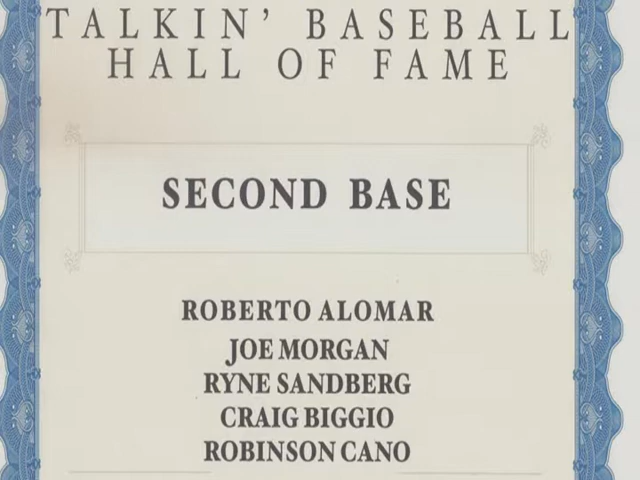 TALKIN' BASEBALL
HALL OF FAME
SECOND BASE
ROBERTO ALOMAR
JOE MORGAN
RYNE SANDBERG
CRAIG BIGGIO
ROBINSON CANO